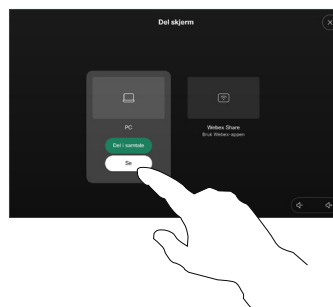 Del skjerm
PC
Del i samtale
Se
Webex Share
Bruk Webex-appen